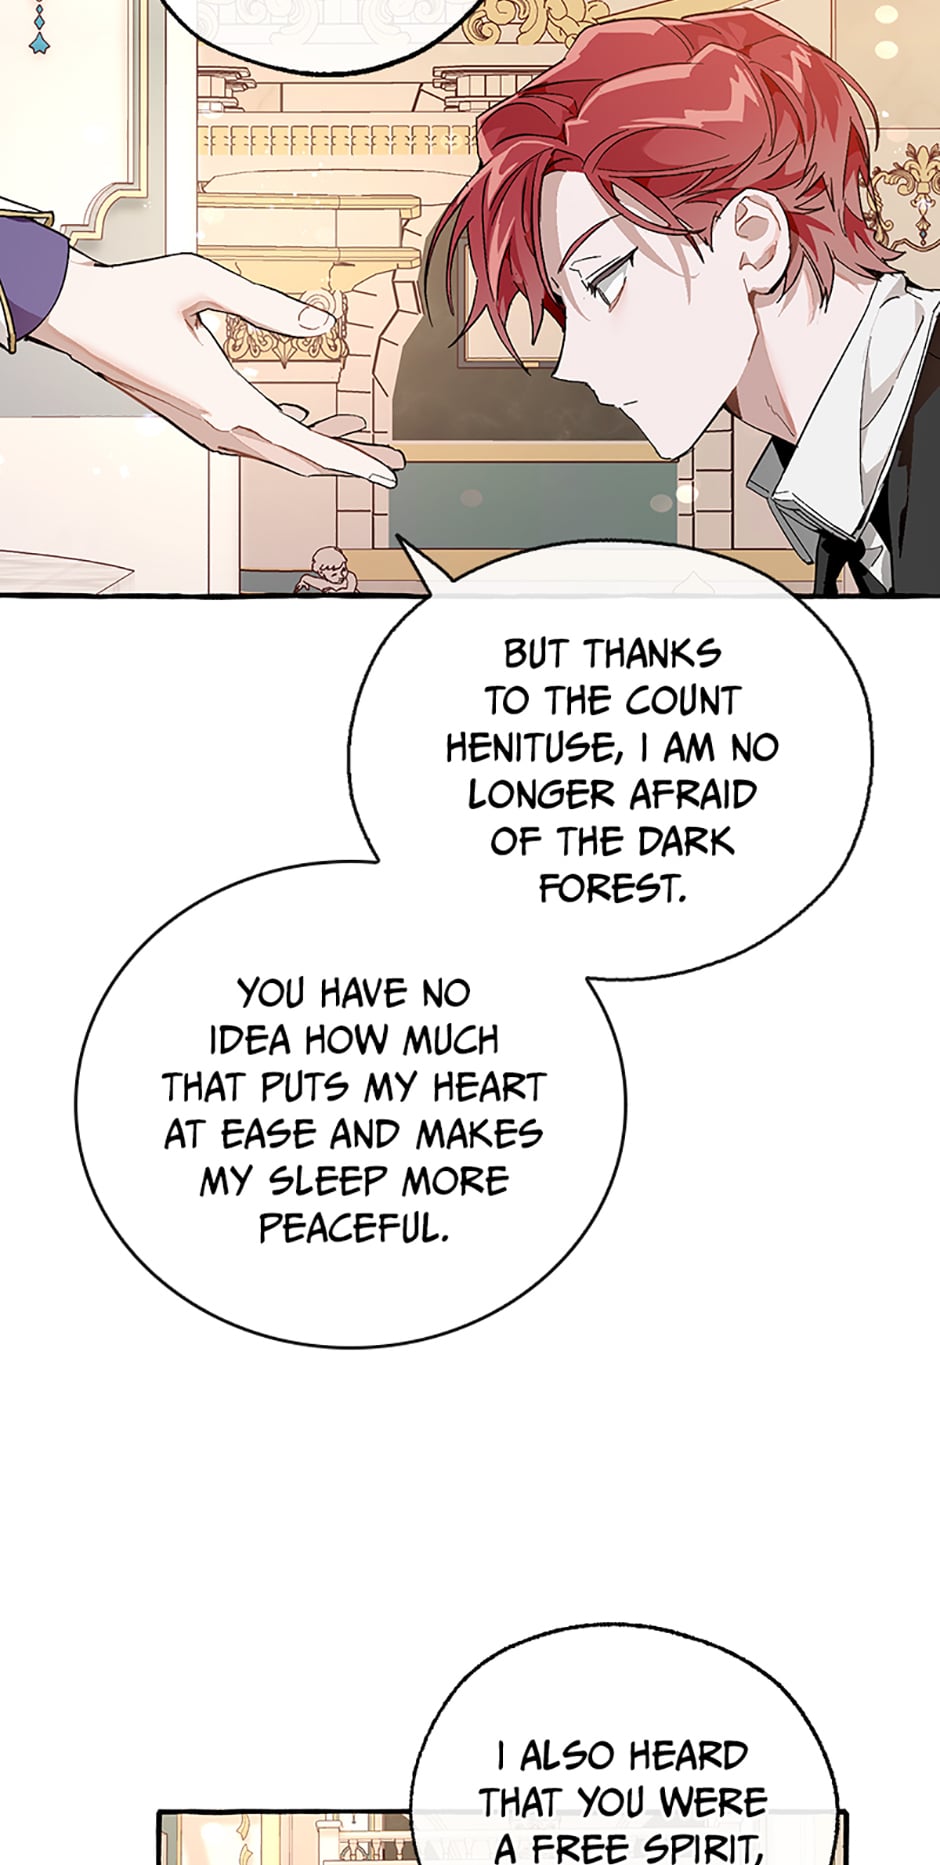 BUT THANKS
TO THE COUNT
HENITUSE, I AM NO
LONGER AFRAID
OF THE DARK
FOREST.
YOU HAVE NO
IDEA HOW MUCH
THAT PUTS MY HEART
AT EASE AND MAKES
MY SLEEP MORE
PEACEFUL.
I ALSO HEARD
THAT YOU WERE
A FREE SPIRIT,